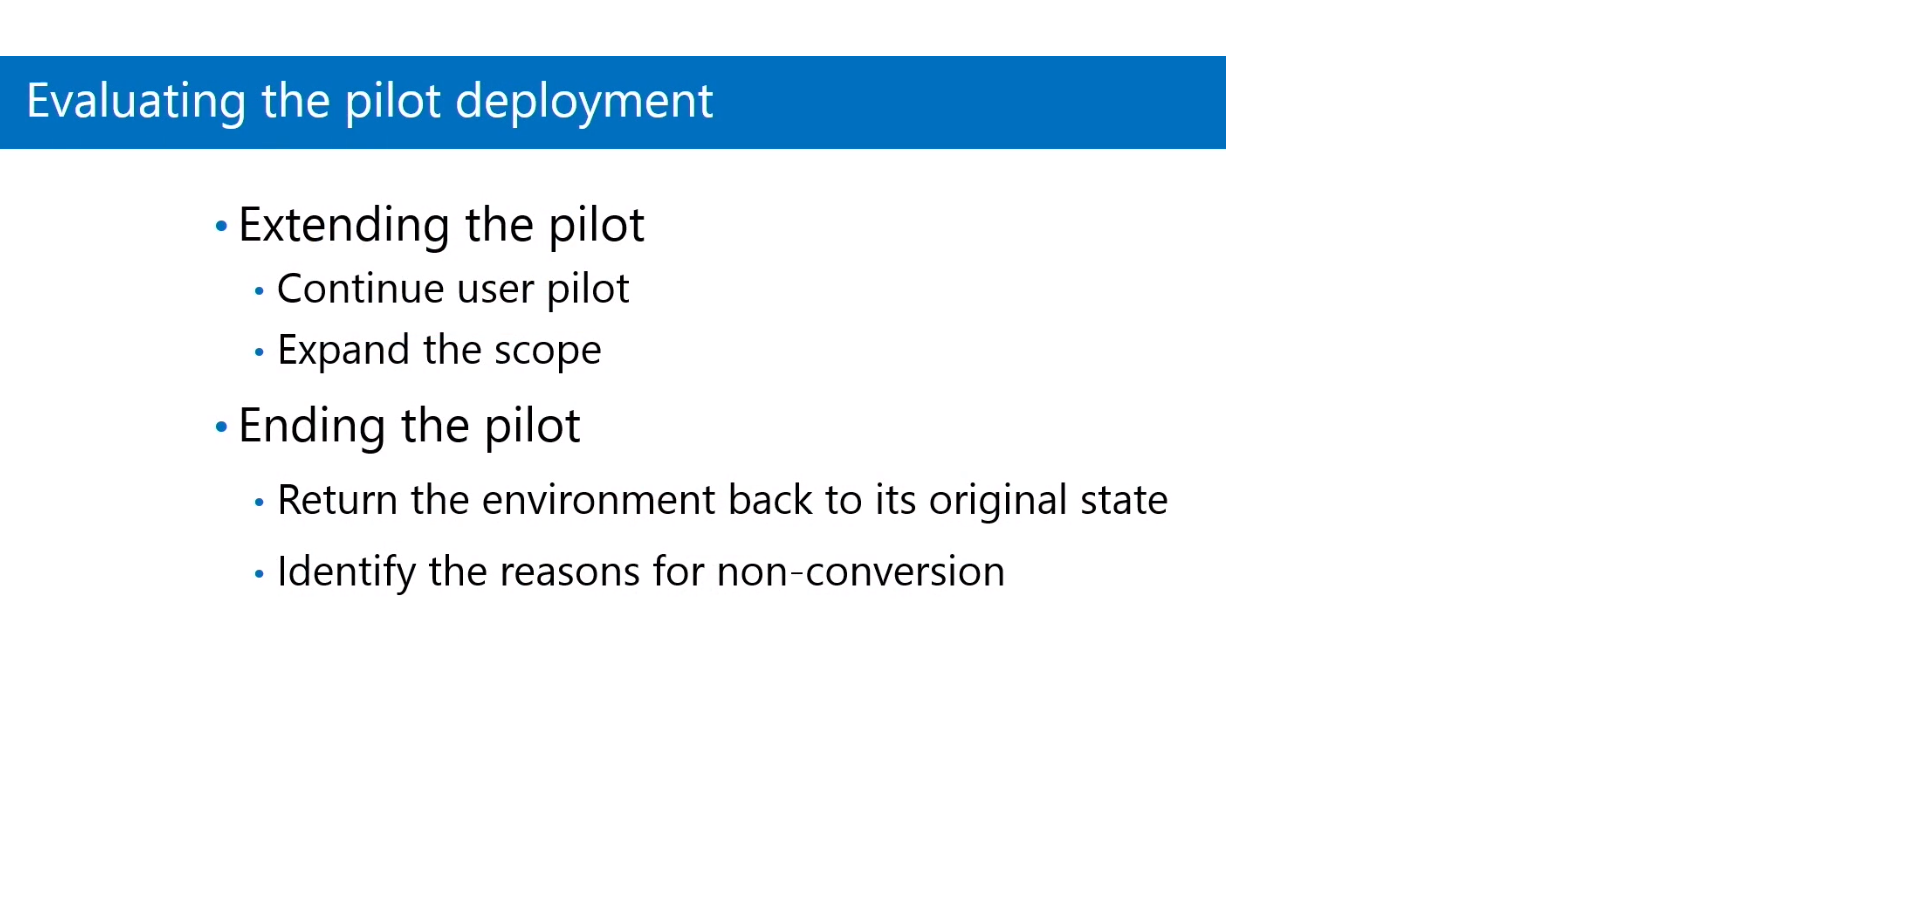 Evaluating the pilot deployment
• Extending the pilot
• Continue user pilot
• Expand the scope
• Ending the pilot
• Return the environment back to its original state
• Identify the reasons for non-conversion